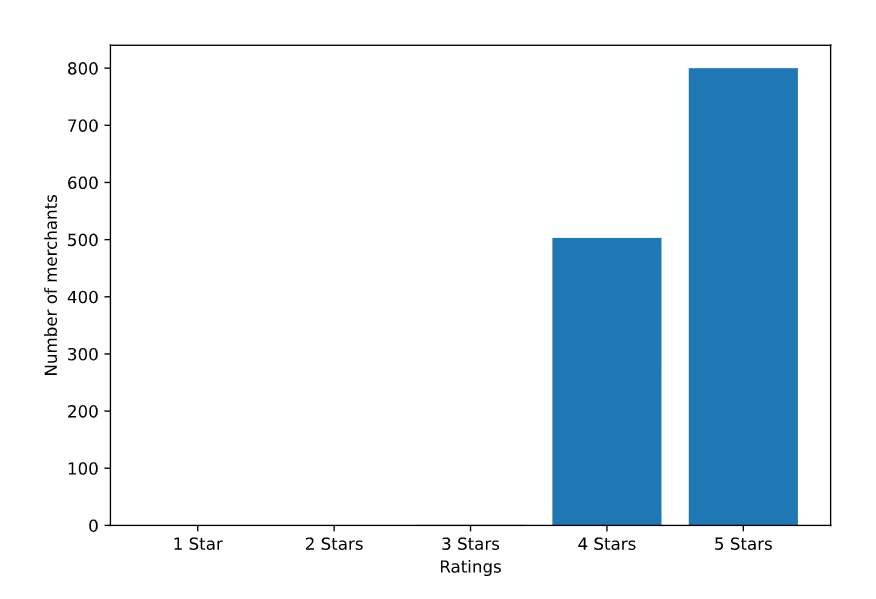 800
700
600
500
400
300
200
100
0
Number of merchants
1 Star
2 Stars
3 Stars
4 Stars
5 Stars
Ratings